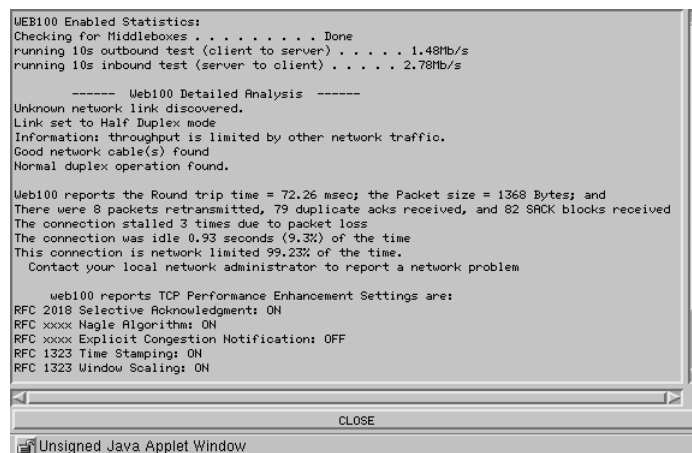 WEB100 Enabled Statistics:
Checking for Middleboxes . . . . . . . . . Done
running 10s outbound test (client to server) . . . . . 1.48Mb/s
running 10s inbound test (server to client) . . . . . 2.78Mb/s
------ Web100 Detailed Analysis ------
Unknown network link discovered.
Link set to Half Duplex mode
Information: throughput is limited by other network traffic.
Good network cable(s) found
Normal duplex operation found.
Web100 reports the Round trip time = 72.26 msec; the Packet size = 1368 Bytes; and
There were 8 packets retransmitted, 79 duplicate acks received, and 82 SACK blocks received
The connection stalled 3 times due to packet loss
The connection was idle 0.93 seconds (9.3%) of the time
This connection is network limited 99.23% of the time.
Contact your local network administrator to report a network problem
web100 reports TCP Performance Enhancement Settings are:
RFC 2018 Selective Acknowledgment: ON
RFC xxxx Nagle Algorithm: ON
RFC xxxx Explicit Congestion Notification: OFF
RFC 1323 Time Stamping: ON
RFC 1323 Window Scaling: ON
CLOSE
Unsigned Java Applet Window